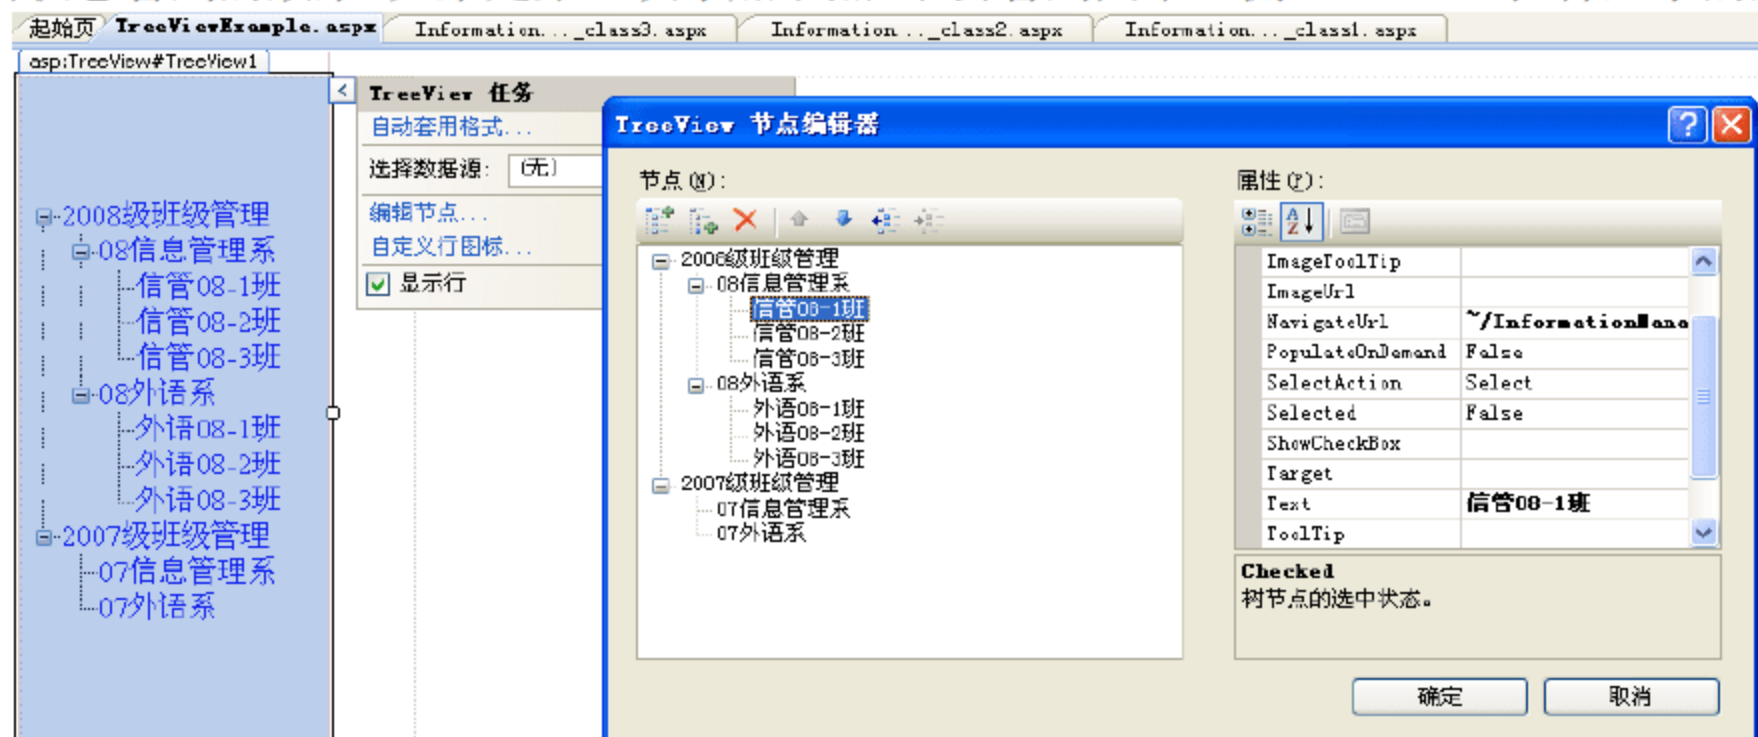 起始页 TreeViewExample.aspx Information..._class3.aspx Information..._class2.aspx Information..._class1.aspx
asp:TreeView#TreeView1
2008级班级管理
08信息管理系
信管08-1班
信管08-2班
信管08-3班
08外语系
外语08-1班
外语08-2班
外语08-3班
2007级班级管理
07信息管理系
07外语系
TreeView 任务
自动套用格式...
选择数据源: (无)
编辑节点...
自定义行图标...
显示行
TreeView 节点编辑器
节点(N):
2008级班级管理
08信息管理系
信管08-1班
信管08-2班
信管08-3班
08外语系
外语08-1班
外语08-2班
外语08-3班
2007级班级管理
07信息管理系
07外语系
属性(P):
ImageToolTip
ImageUrl
NavigateUrl ~/InformationMana
PopulateOnDemand False
SelectAction Select
Selected False
ShowCheckBox
Target
Text 信管08-1班
ToolTip
Checked
树节点的选中状态。
确定 取消